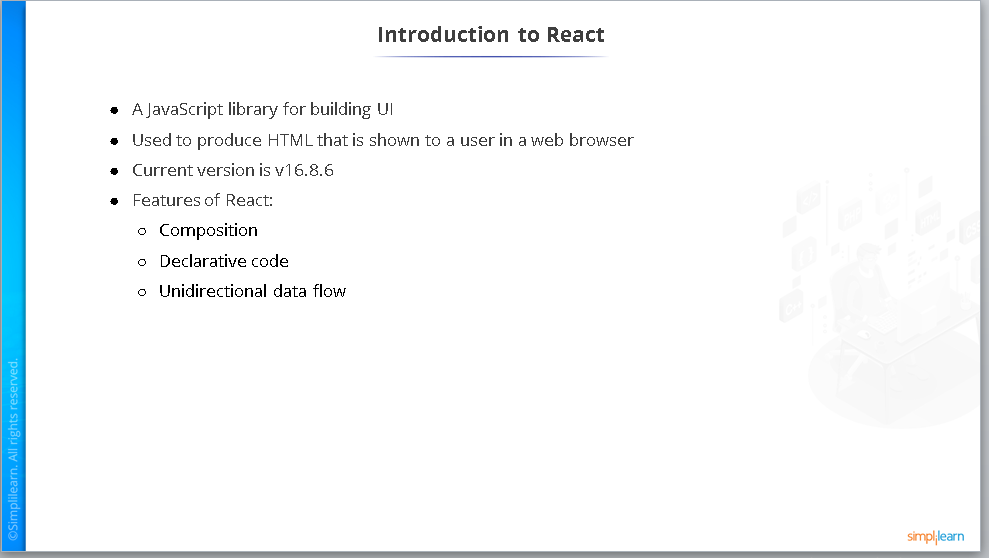 Introduction to React
● A JavaScript library for building UI
● Used to produce HTML that is shown to a user in a web browser
● Current version is v16.8.6
● Features of React:
○ Composition
○ Declarative code
○ Unidirectional data flow
©Simplilearn. All rights reserved.
simplilearn